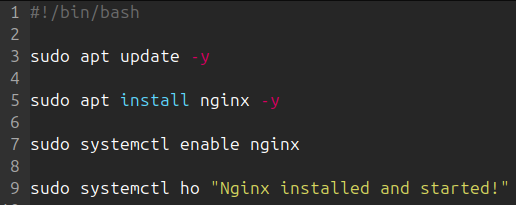 1 #!/bin/bash
2
3 sudo apt update -y
4
5 sudo apt install nginx -y
6
7 sudo systemctl enable nginx
8
9 sudo systemctl ho "Nginx installed and started!"